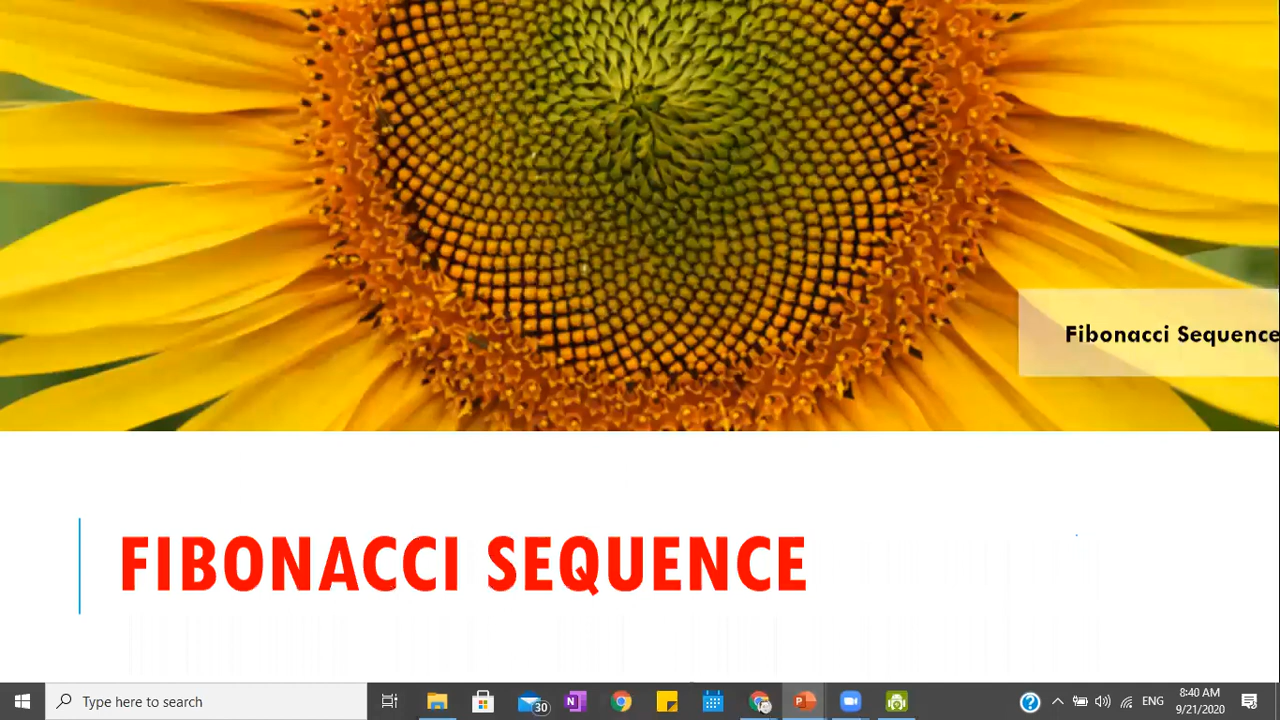 Fibonacci Sequence
FIBONACCI SEQUENCE
Type here to search
30
ENG
8:40 AM
9/21/2020